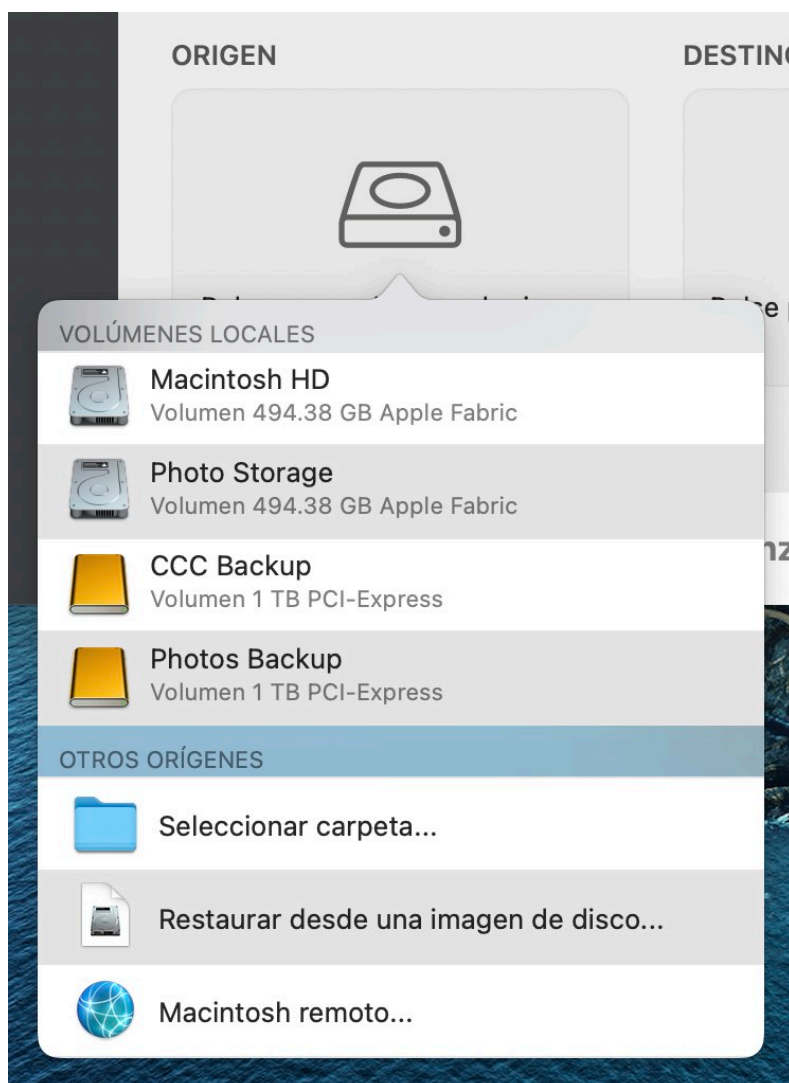 ORIGEN
DESTINO
VOLÚMENES LOCALES
Macintosh HD
Volumen 494.38 GB Apple Fabric
Photo Storage
Volumen 494.38 GB Apple Fabric
CCC Backup
Volumen 1 TB PCI-Express
Photos Backup
Volumen 1 TB PCI-Express
OTROS ORÍGENES
Seleccionar carpeta...
Restaurar desde una imagen de disco...
Macintosh remoto...